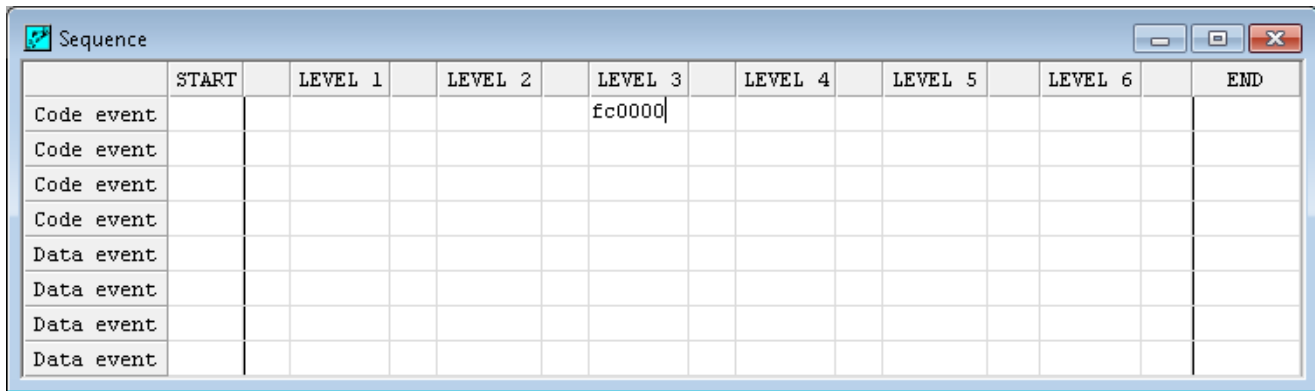 Sequence
START LEVEL 1 LEVEL 2 LEVEL 3 LEVEL 4 LEVEL 5 LEVEL 6 END
Code event fc0000
Code event
Code event
Code event
Data event
Data event
Data event
Data event